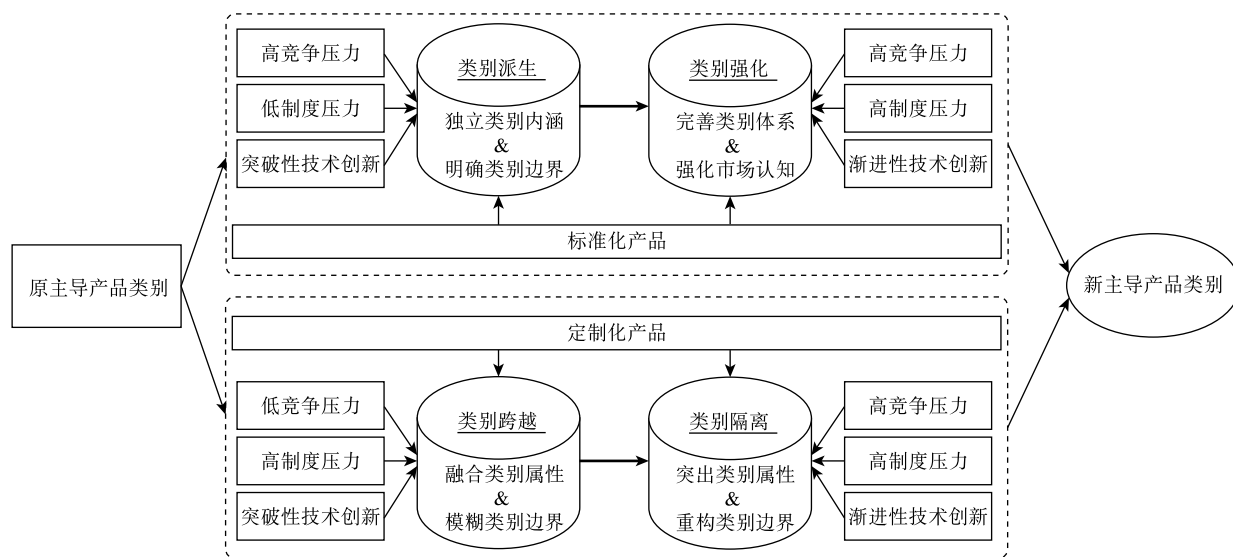 高竞争压力
低制度压力
突破性技术创新
类别派生
独立类别内涵
&
明确类别边界
类别强化
完善类别体系
&
强化市场认知
高竞争压力
高制度压力
渐进性技术创新
标准化产品
原主导产品类别
新主导产品类别
定制化产品
低竞争压力
高制度压力
突破性技术创新
类别跨越
融合类别属性
&
模糊类别边界
类别隔离
突出类别属性
&
重构类别边界
高竞争压力
高制度压力
渐进性技术创新